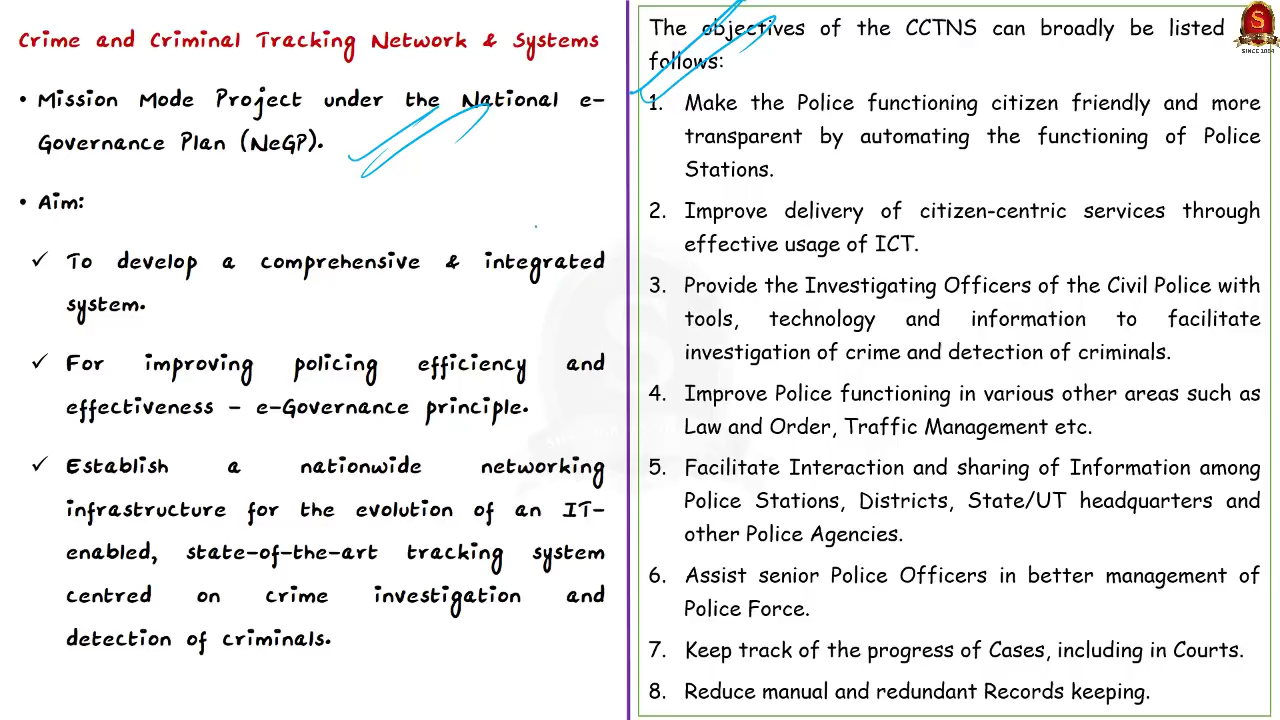 Crime and Criminal Tracking Network & Systems
• Mission Mode Project under the National e-
Governance Plan (NeGP).
• Aim:
✓ To develop a comprehensive & integrated
system.
✓ For improving policing efficiency and
effectiveness – e-Governance principle.
✓ Establish a nationwide networking
infrastructure for the evolution of an IT-
enabled, state-of-the-art tracking system
centred on crime investigation and
detection of criminals.
The objectives of the CCTNS can broadly be listed
follows:
1. Make the Police functioning citizen friendly and more
transparent by automating the functioning of Police
Stations.
2. Improve delivery of citizen-centric services through
effective usage of ICT.
3. Provide the Investigating Officers of the Civil Police with
tools, technology and information to facilitate
investigation of crime and detection of criminals.
4. Improve Police functioning in various other areas such as
Law and Order, Traffic Management etc.
5. Facilitate Interaction and sharing of Information among
Police Stations, Districts, State/UT headquarters and
other Police Agencies.
6. Assist senior Police Officers in better management of
Police Force.
7. Keep track of the progress of Cases, including in Courts.
8. Reduce manual and redundant Records keeping.
S